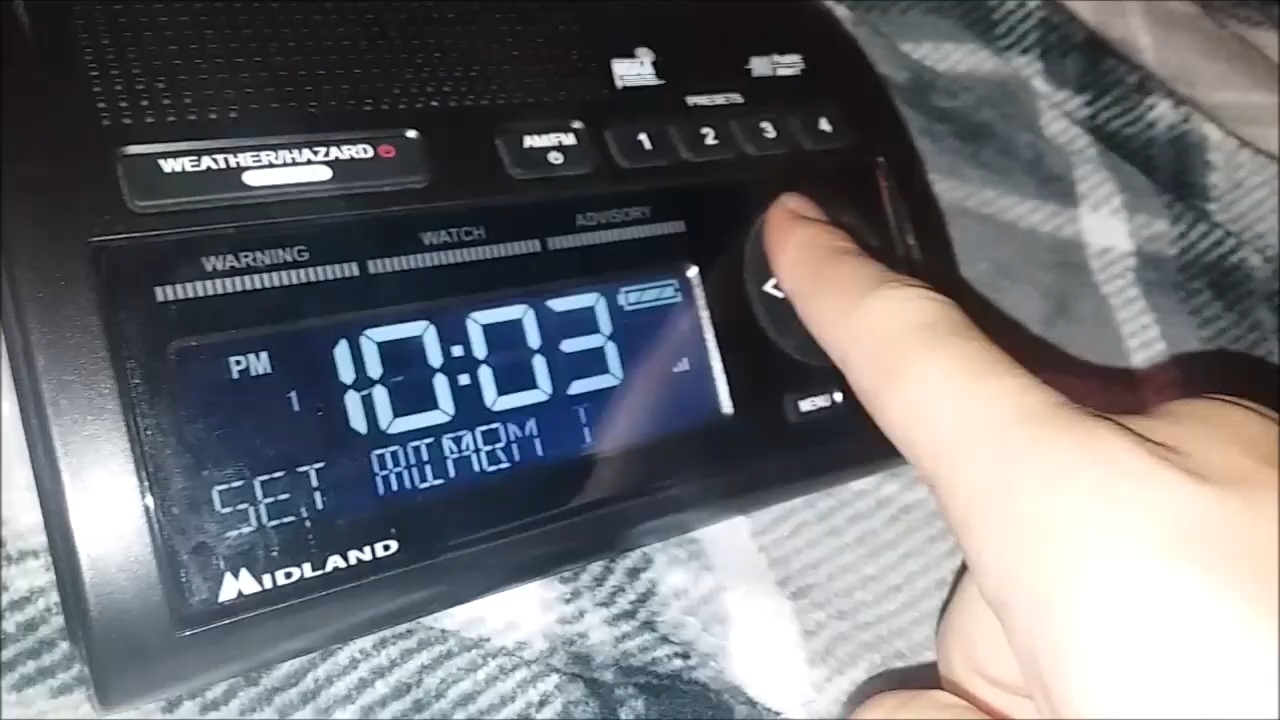 PRESETS
WEATHER/HAZARD
AM/FM
1 2 3 4
WARNING WATCH ADVISORY
<
PM
10:03
1
SET
MENU
MIDLAND